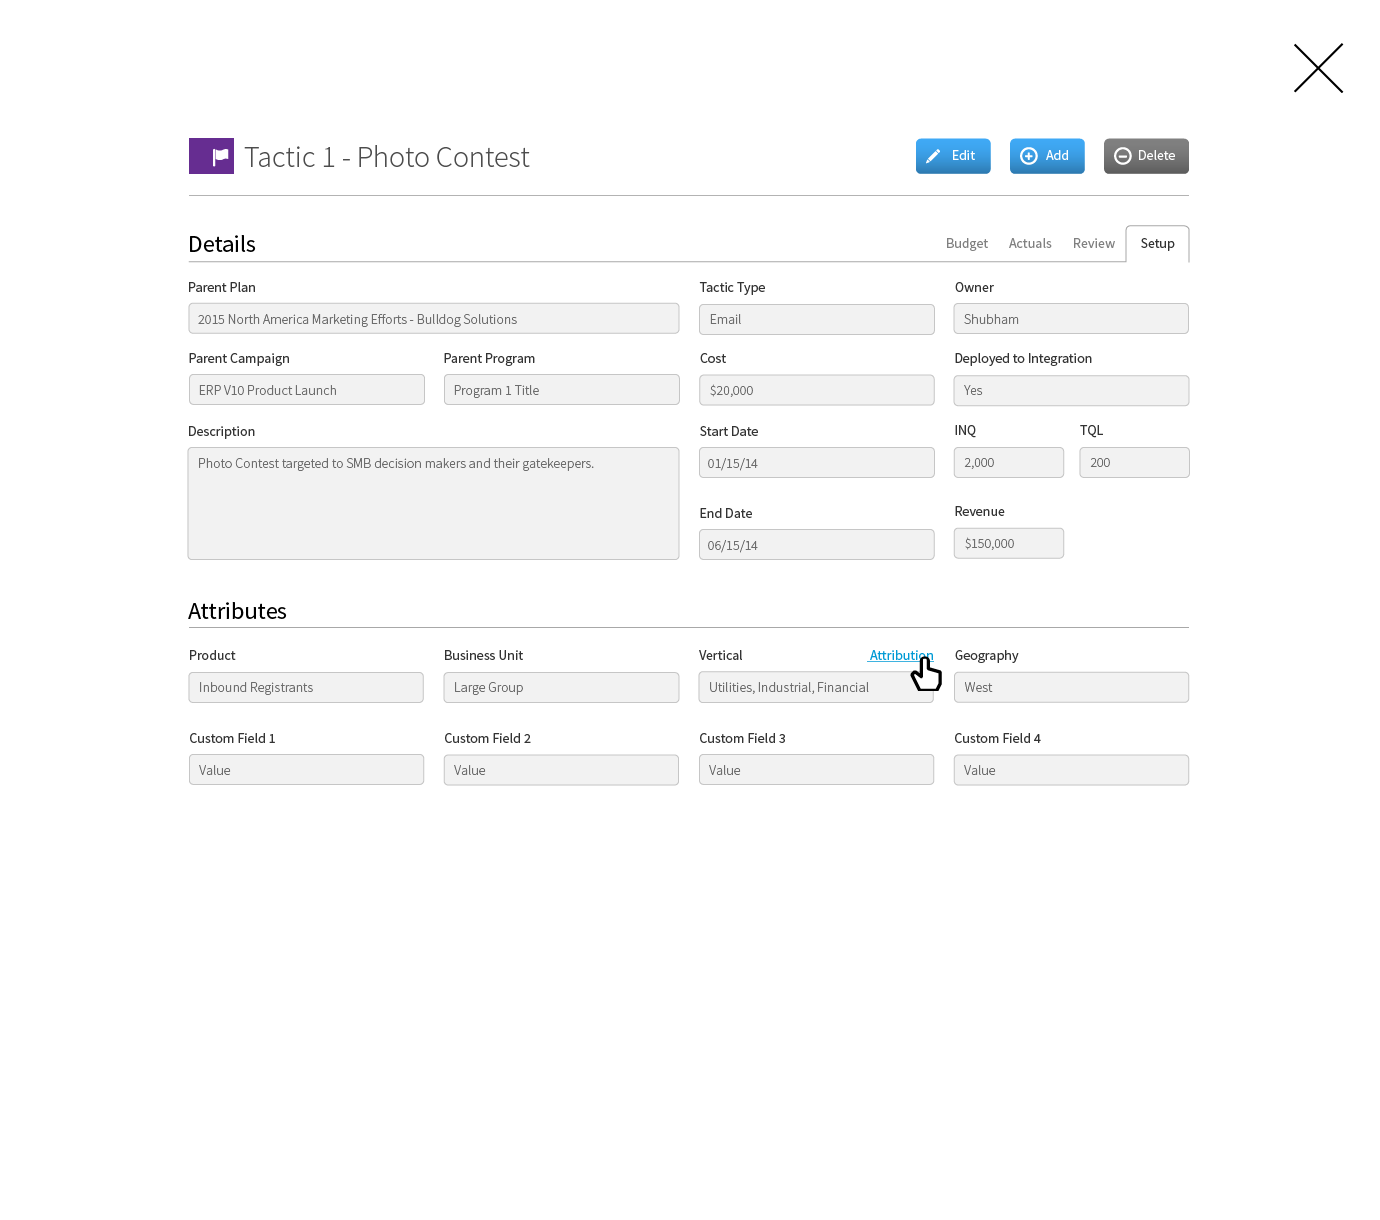 Tactic 1 - Photo Contest
Edit
Add
Delete
Details
Budget
Actuals
Review
Setup
Parent Plan
Tactic Type
Owner
2015 North America Marketing Efforts - Bulldog Solutions
Email
Shubham
Parent Campaign
Parent Program
Cost
Deployed to Integration
ERP V10 Product Launch
Program 1 Title
$20,000
Yes
Description
Start Date
INQ
TQL
Photo Contest targeted to SMB decision makers and their gatekeepers.
01/15/14
2,000
200
End Date
Revenue
06/15/14
$150,000
Attributes
Product
Business Unit
Vertical
Attribution
Geography
Inbound Registrants
Large Group
Utilities, Industrial, Financial
West
Custom Field 1
Custom Field 2
Custom Field 3
Custom Field 4
Value
Value
Value
Value